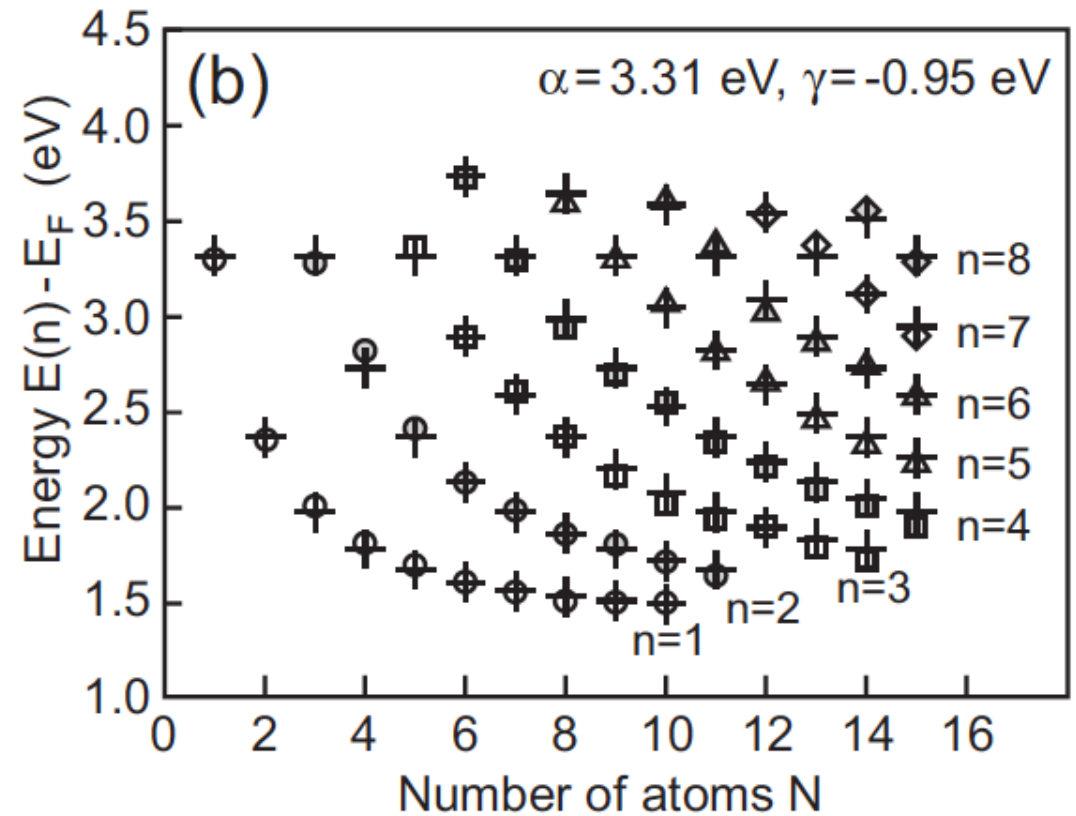 (b)
α=3.31 eV, γ=-0.95 eV
Energy E(n)-E_F (eV)
4.5
4.0
3.5
3.0
2.5
2.0
1.5
1.0
n=8
n=7
n=6
n=5
n=4
n=3
n=2
n=1
0 2 4 6 8 10 12 14 16
Number of atoms N